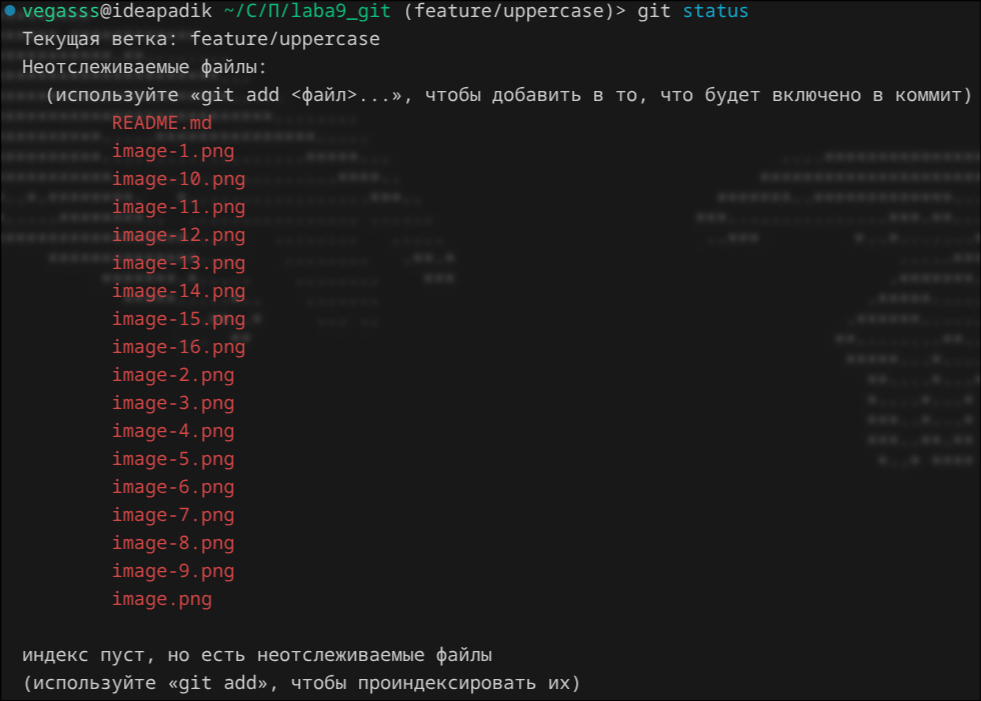 vegasss@ideapadik ~/С/П/laba9_git (feature/uppercase)> git status
Текущая ветка: feature/uppercase
Неотслеживаемые файлы:
(используйте «git add <файл>...», чтобы добавить в то, что будет включено в коммит)
README.md
image-1.png
image-10.png
image-11.png
image-12.png
image-13.png
image-14.png
image-15.png
image-16.png
image-2.png
image-3.png
image-4.png
image-5.png
image-6.png
image-7.png
image-8.png
image-9.png
image.png
индекс пуст, но есть неотслеживаемые файлы
(используйте «git add», чтобы проиндексировать их)